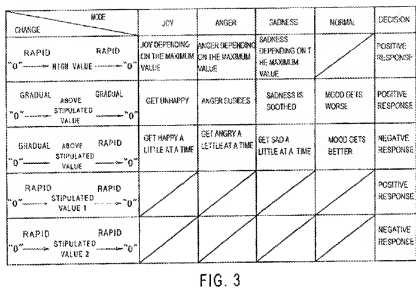 MODE
CHANGE
JOY
ANGER
SADNESS
NORMAL
DECISION
RAPID RAPID
"0" HIGH VALUE "0"
JOY DEPENDING
ON THE MAXIMUM
VALUE
ANGER DEPENDING
ON THE MAXIMUM
VALUE
SADNESS
DEPENDING ON T
HE MAXIMUM
VALUE
POSITIVE
RESPONSE
GRADUAL ABOVE GRADUAL
"0" STIPULATED "0"
VALUE
GET UNHAPPY
ANGER SUSIDES
SADNESS IS
SOOTHED
MOOD GETS
WORSE
POSITIVE
RESPONSE
GRADUAL ABOVE RAPID
"0" STIPULATED "0"
VALUE
GET HAPPY A
LITTLE AT A TIME
GET ANGRY A
LITTLE AT A TIME
GET SAD A
LITTLE AT A TIME
MOOD GETS
BETTER
NEGATIVE
RESPONSE
RAPID RAPID
"0" STIPULATED "0"
VALUE 1
POSITIVE
RESPONSE
RAPID RAPID
"0" STIPULATED "0"
VALUE 2
NEGATIVE
RESPONSE
FIG. 3